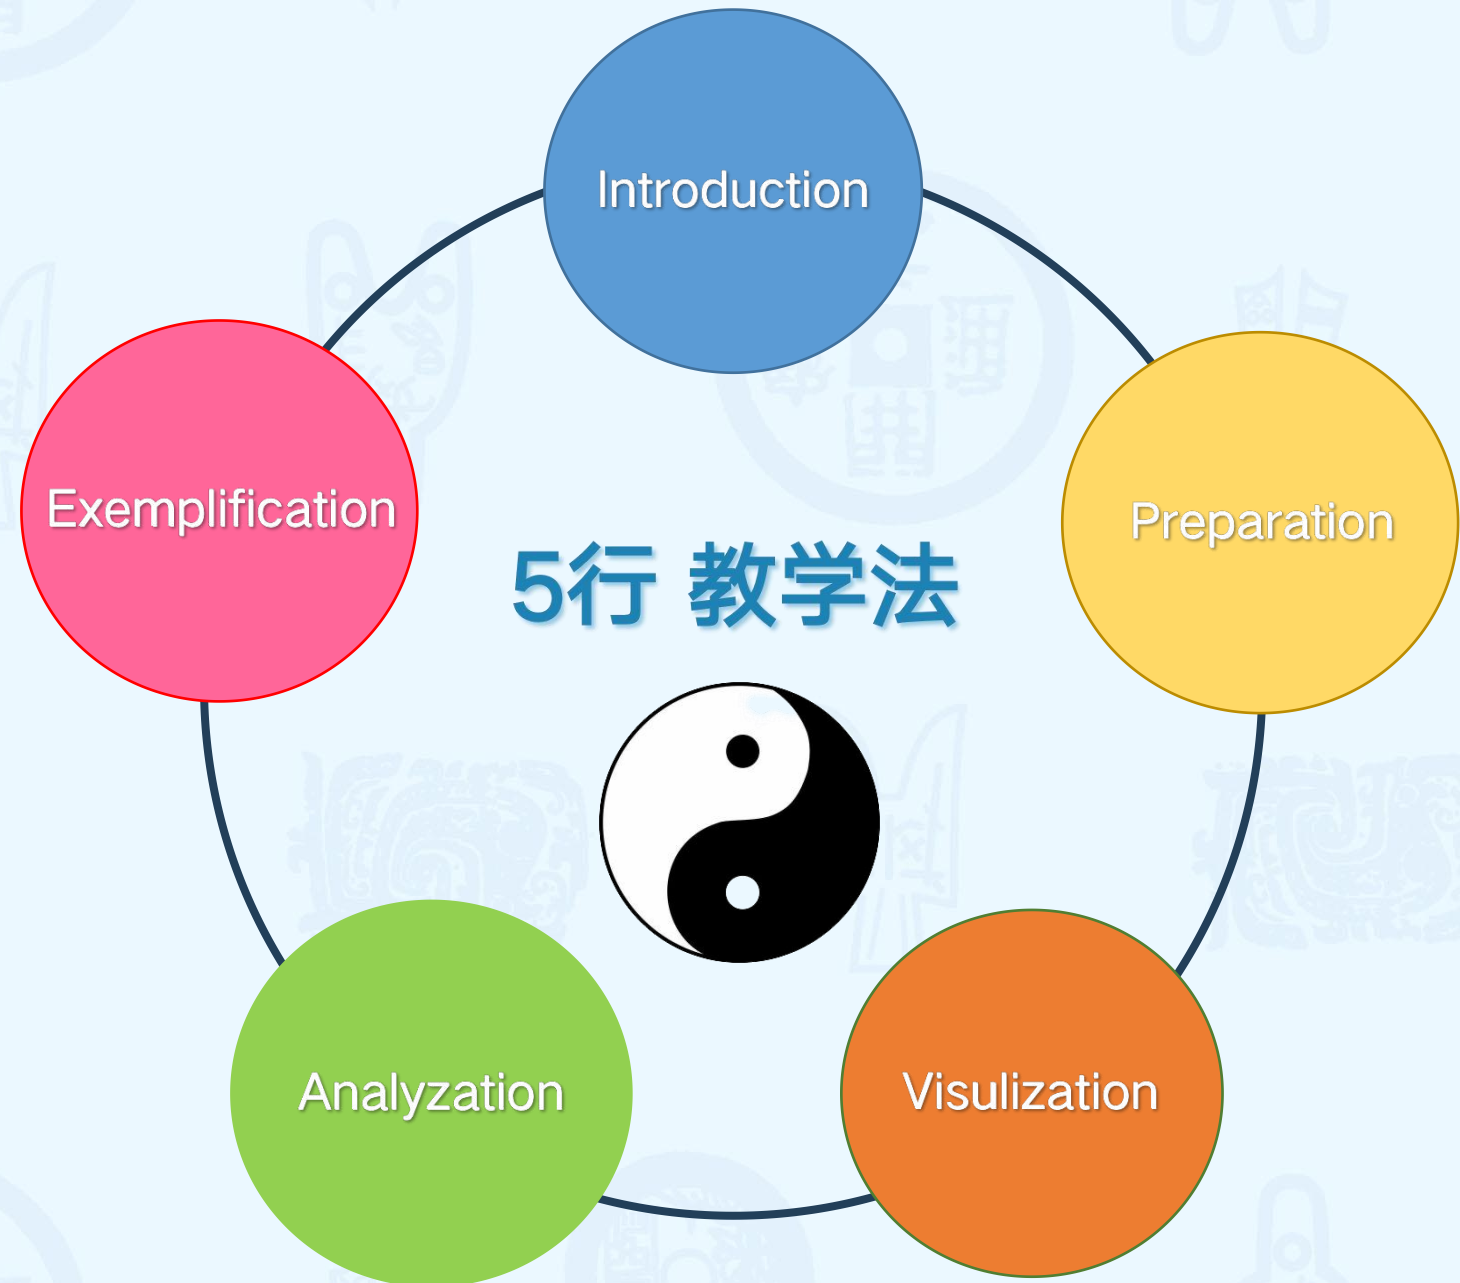 Introduction
Exemplification
Preparation
5行 教学法
Analyzation
Visulization